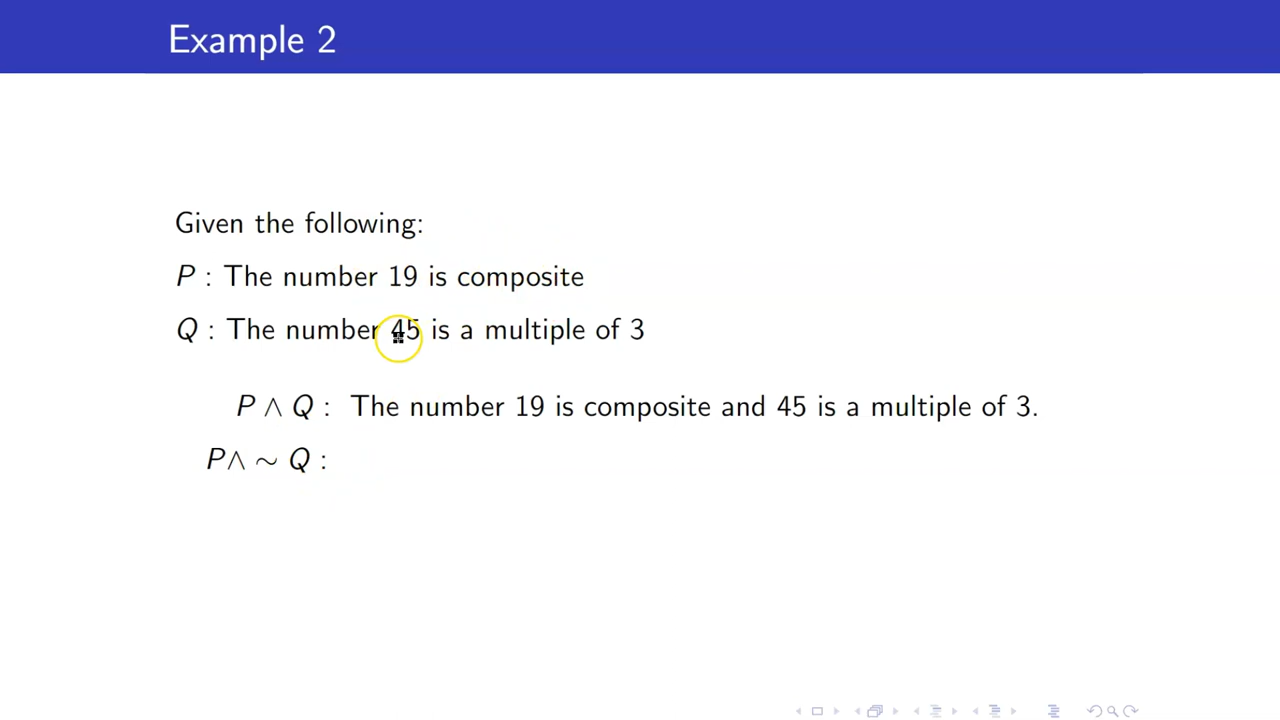 Example 2
Given the following:
P : The number 19 is composite
Q : The number 45 is a multiple of 3
P ∧ Q : The number 19 is composite and 45 is a multiple of 3.
P∧ ∼ Q :